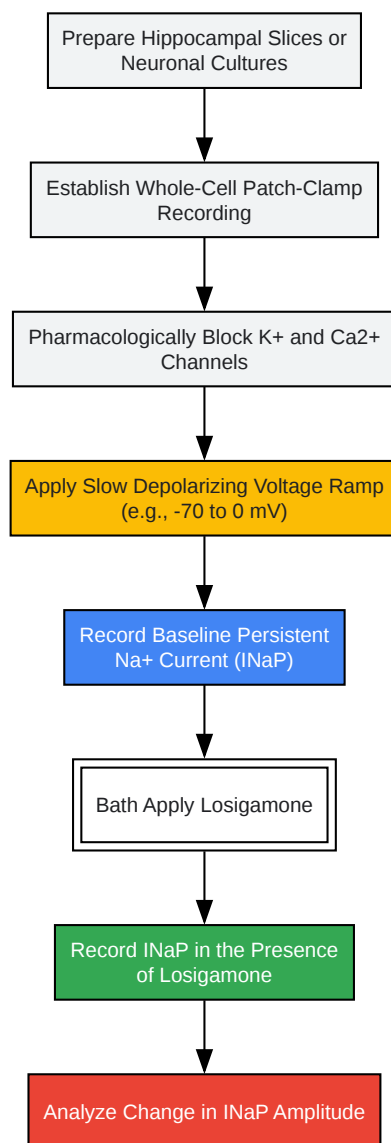 Prepare Hippocampal Slices or
Neuronal Cultures
Establish Whole-Cell Patch-Clamp
Recording
Pharmacologically Block K+ and Ca2+
Channels
Apply Slow Depolarizing Voltage Ramp
(e.g., -70 to 0 mV)
Record Baseline Persistent
Na+ Current (INaP)
Bath Apply Losigamone
Record INaP in the Presence
of Losigamone
Analyze Change in INaP Amplitude